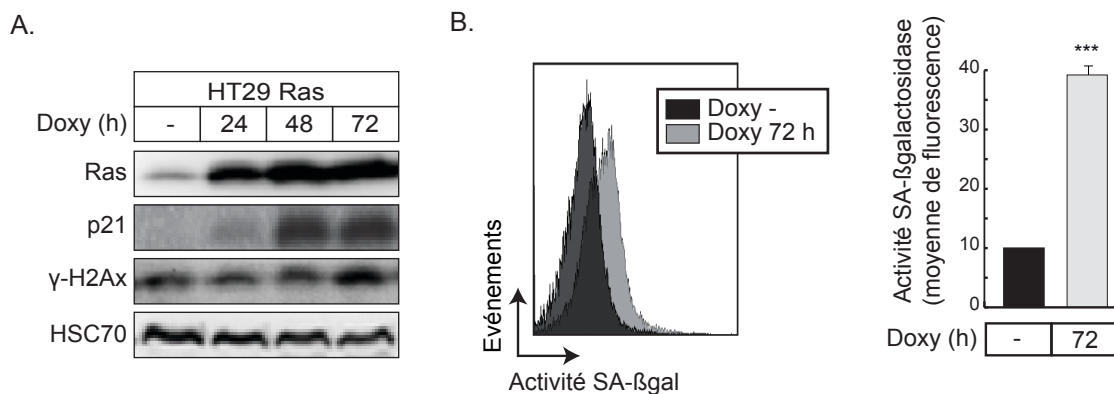 A.
HT29 Ras
Doxy (h) - 24 48 72
Ras
p21
γ-H2Ax
HSC70
B.
Doxy -
Doxy 72 h
Evénements
Activité SA-ßgal
Activité SA-ßgalactosidase
(moyenne de fluorescence)
***
40
30
20
10
0
Doxy (h) - 72